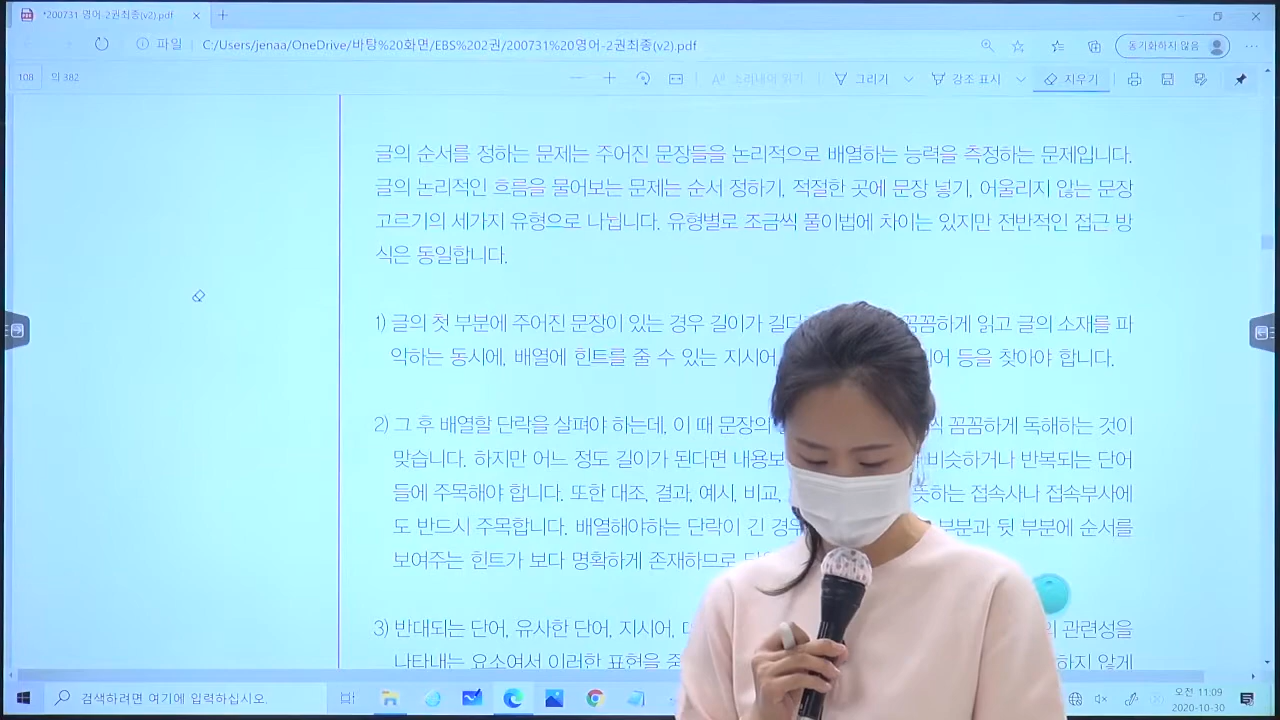 *200731 영어-2권최종(v2).pdf
파일 C:/Users/jenaa/OneDrive/바탕%20화면/EBS%202권/200731%20영어-2권최종(v2).pdf 동기화하지 않음
108 의 382 소리내어 읽기 그리기 강조 표시 지우기
글의 순서를 정하는 문제는 주어진 문장들을 논리적으로 배열하는 능력을 측정하는 문제입니다.
글의 논리적인 흐름을 물어보는 문제는 순서 정하기, 적절한 곳에 문장 넣기, 어울리지 않는 문장
고르기의 세가지 유형으로 나뉩니다. 유형별로 조금씩 풀이법에 차이는 있지만 전반적인 접근 방
식은 동일합니다.
1) 글의 첫 부분에 주어진 문장이 있는 경우 길이가 꼼꼼하게 읽고 글의 소재를 파
악하는 동시에, 배열에 힌트를 줄 수 있는 지시어 등을 찾아야 합니다.
2) 그 후 배열할 단락을 살펴야 하는데, 이 때 문장의 꼼꼼하게 독해하는 것이
맞습니다. 하지만 어느 정도 길이가 된다면 비슷하거나 반복되는 단어
들에 주목해야 합니다. 또한 대조, 결과, 예시, 비교, 접속사나 접속부사에
도 반드시 주목합니다. 배열해야하는 단락이 긴 부분과 뒷 부분에 순서를
보여주는 힌트가 보다 명확하게 존재하므로
3) 반대되는 단어, 유사한 단어, 지시어, 관련성을
나타내는 요소여서 이러한 표현을 하지 않게
검색하려면 여기에 입력하십시오. 오전 11:09
2020-10-30